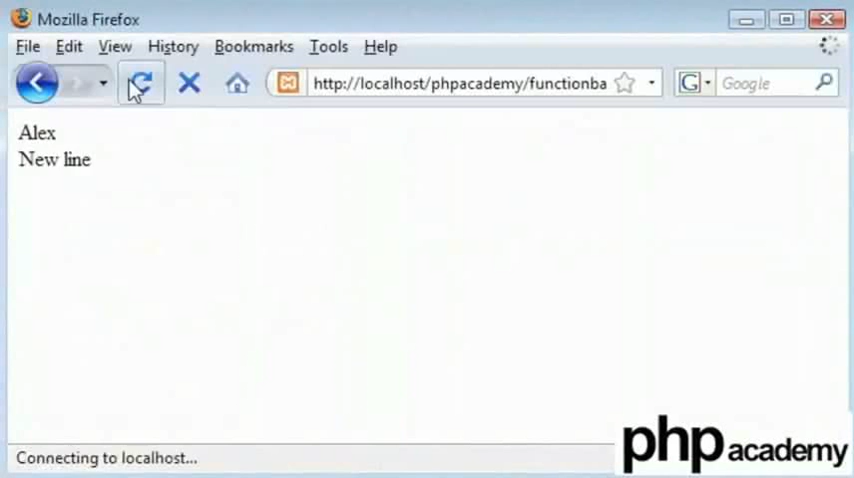 Mozilla Firefox
File Edit View History Bookmarks Tools Help
http://localhost/phpacademy/functionba G Google
Alex
New line
Connecting to localhost...
php academy